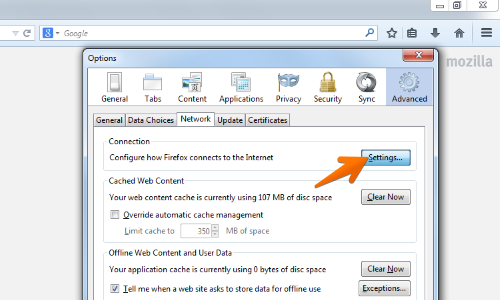 Google
mozilla
Options
General Tabs Content Applications Privacy Security Sync Advanced
General Data Choices Network Update Certificates
Connection
Configure how Firefox connects to the Internet Settings...
Cached Web Content
Your web content cache is currently using 107 MB of disc space Clear Now
Override automatic cache management
Limit cache to 350 MB of space
Offline Web Content and User Data
Your application cache is currently using 0 bytes of disc space Clear Now
Tell me when a web site asks to store data for offline use Exceptions...